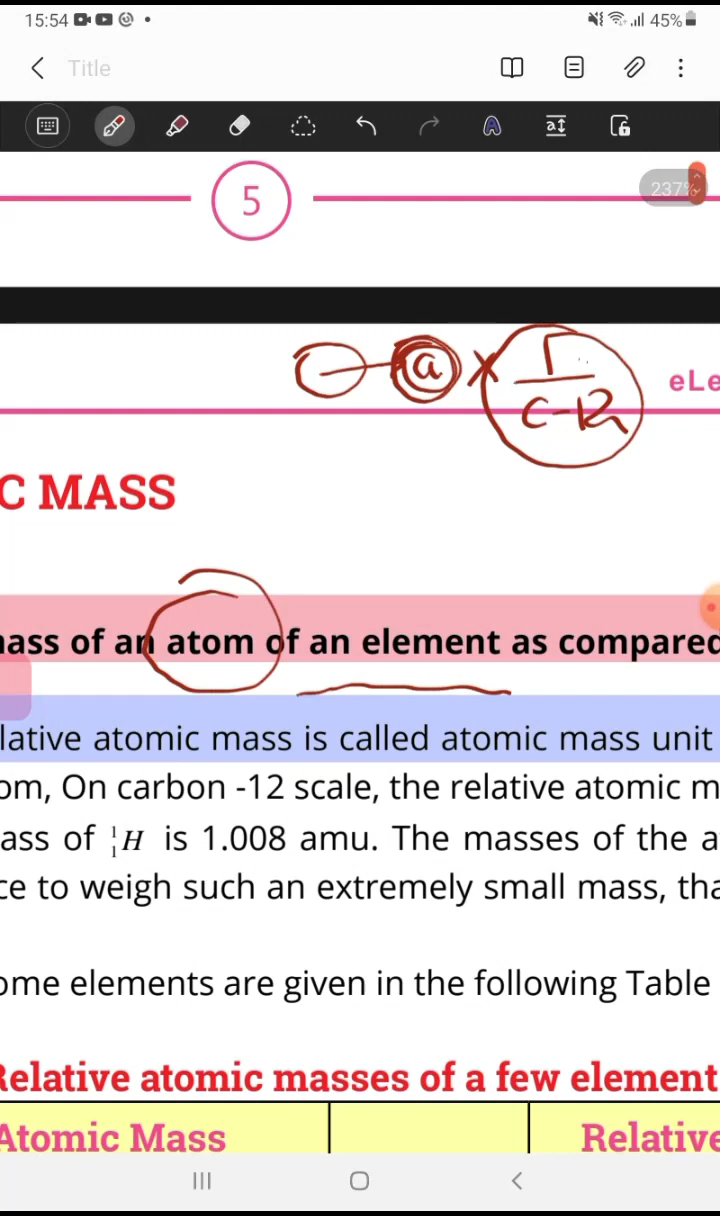 15:54 45%
Title
237%
5
a × 1
C-12
eLe
C MASS
mass of an atom of an element as compared
lative atomic mass is called atomic mass unit
om, On carbon -12 scale, the relative atomic m
ass of ¹₁H is 1.008 amu. The masses of the a
ce to weigh such an extremely small mass, tha
ome elements are given in the following Table
Relative atomic masses of a few element
Atomic Mass Relative